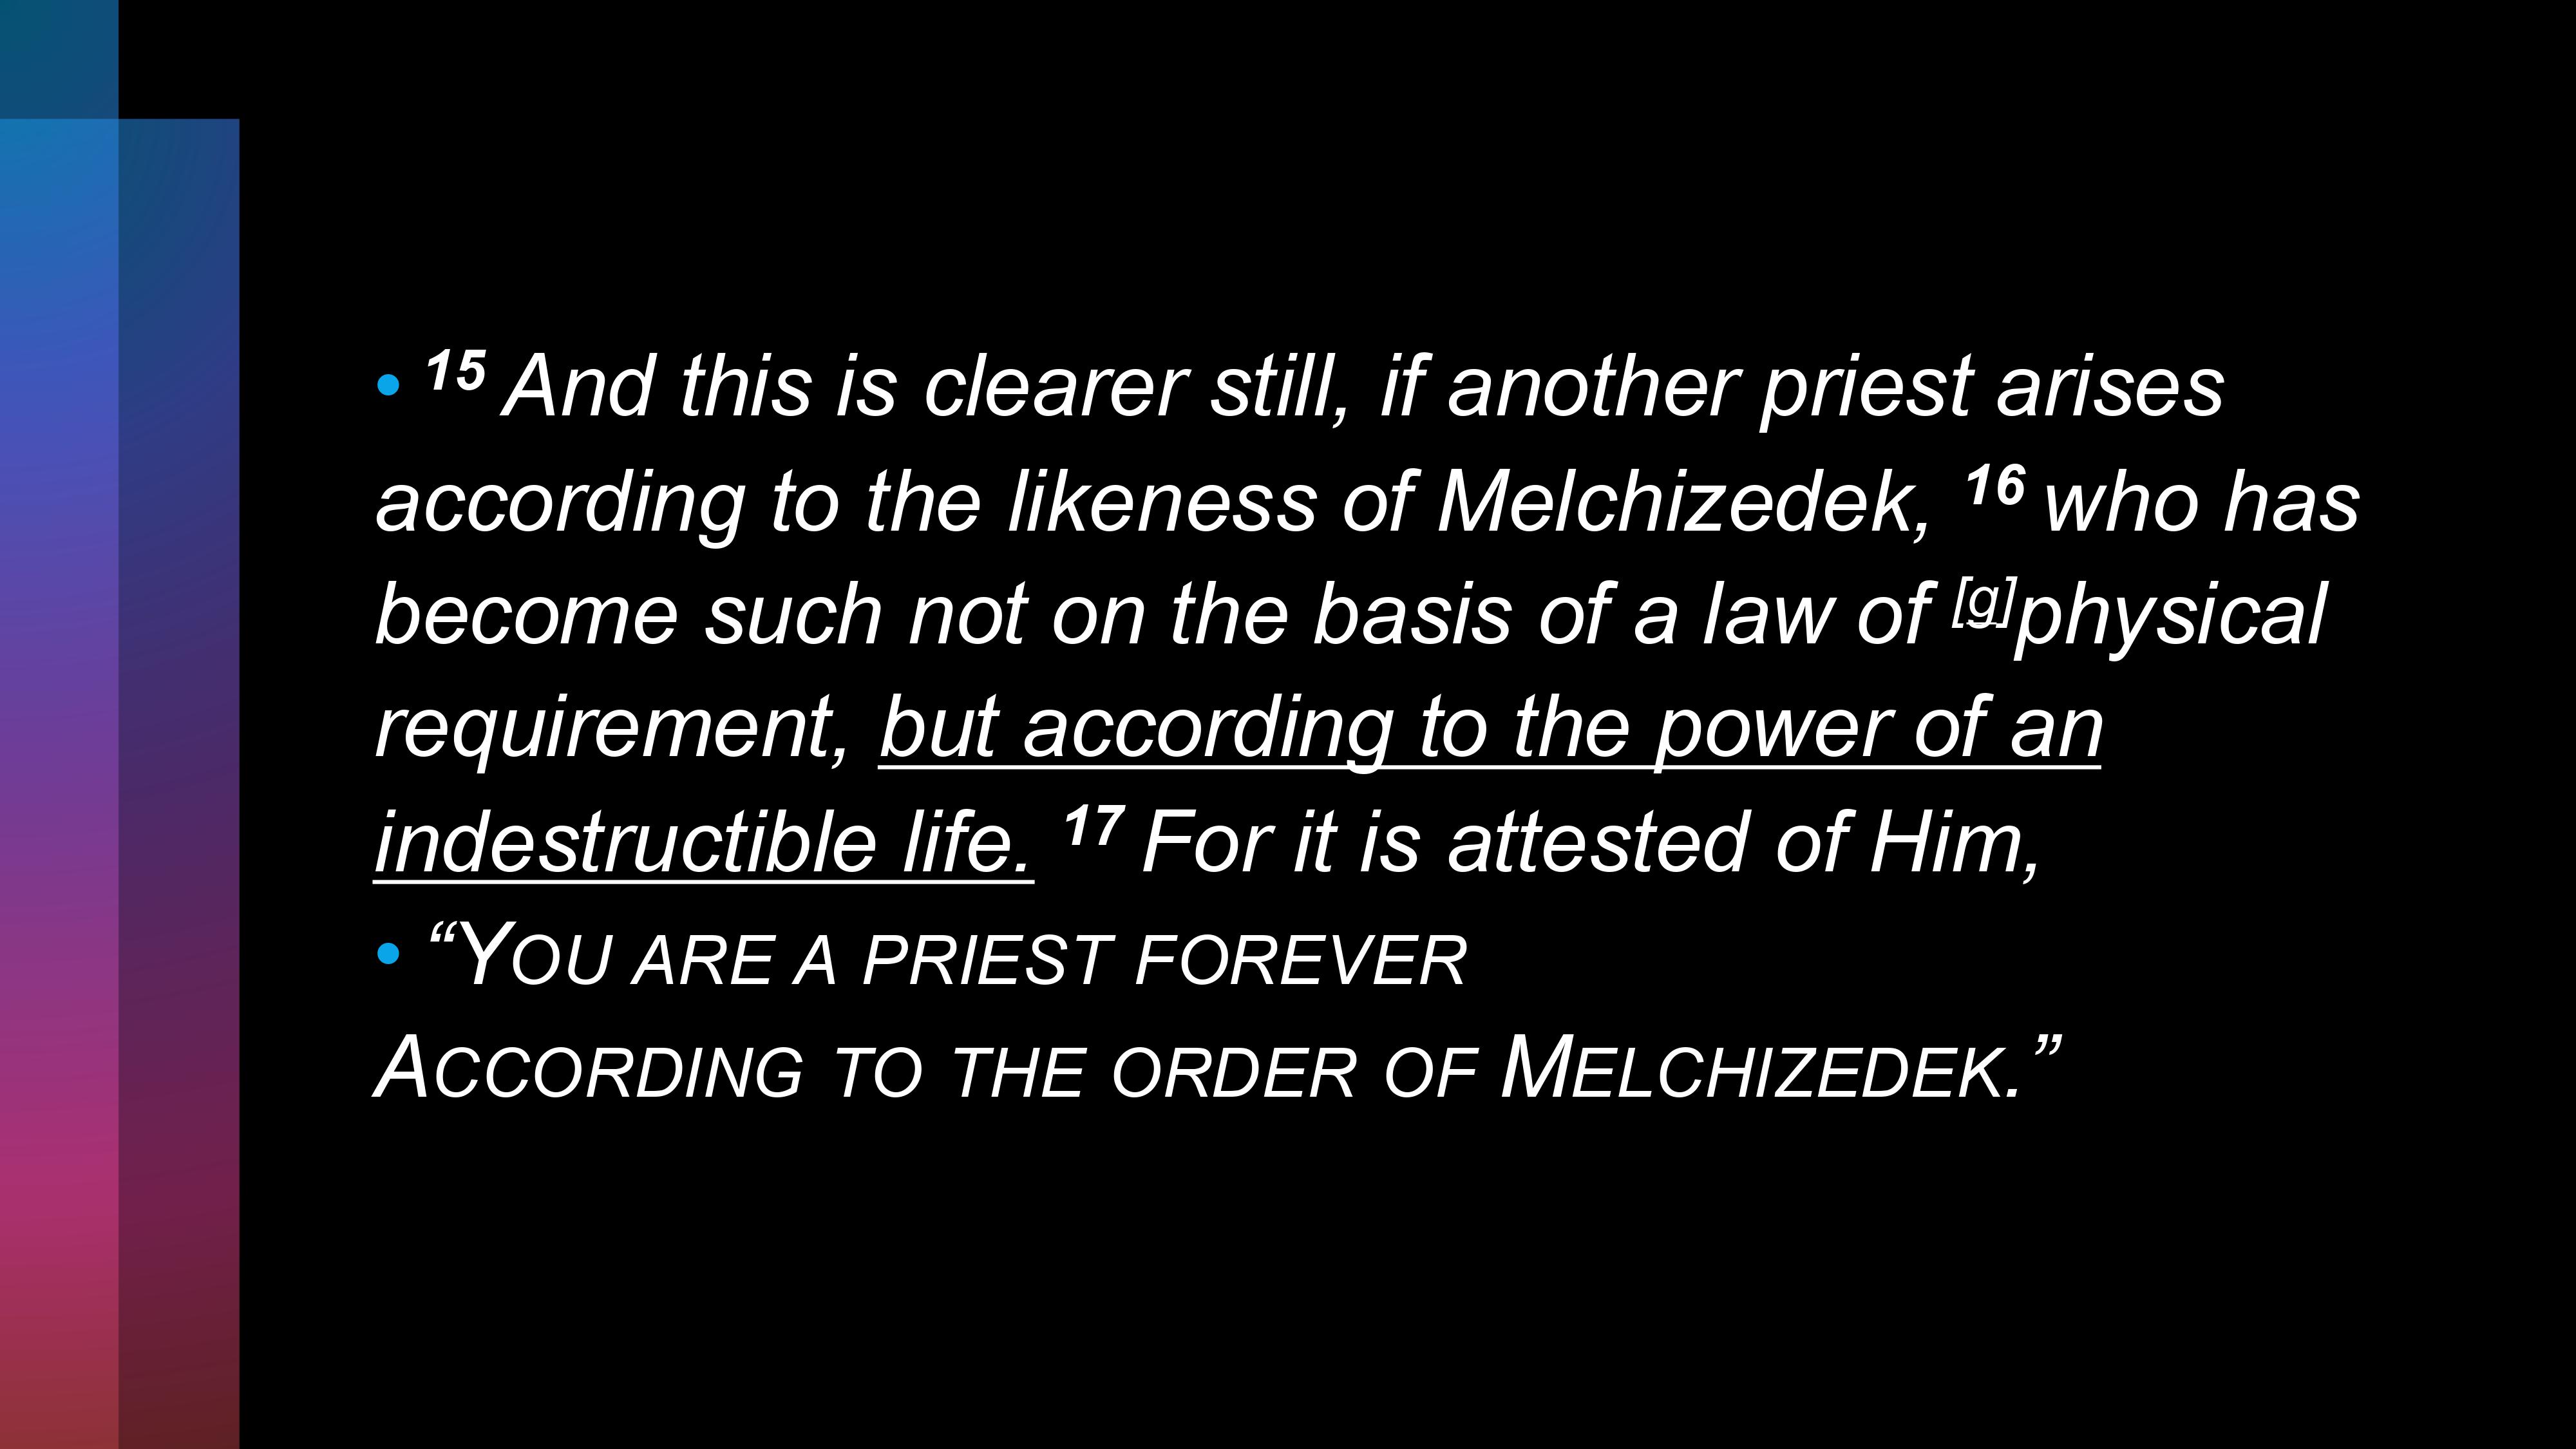 • 15 And this is clearer still, if another priest arises
according to the likeness of Melchizedek, 16 who has
become such not on the basis of a law of [g]physical
requirement, but according to the power of an
indestructible life. 17 For it is attested of Him,
• “YOU ARE A PRIEST FOREVER
ACCORDING TO THE ORDER OF MELCHIZEDEK.”